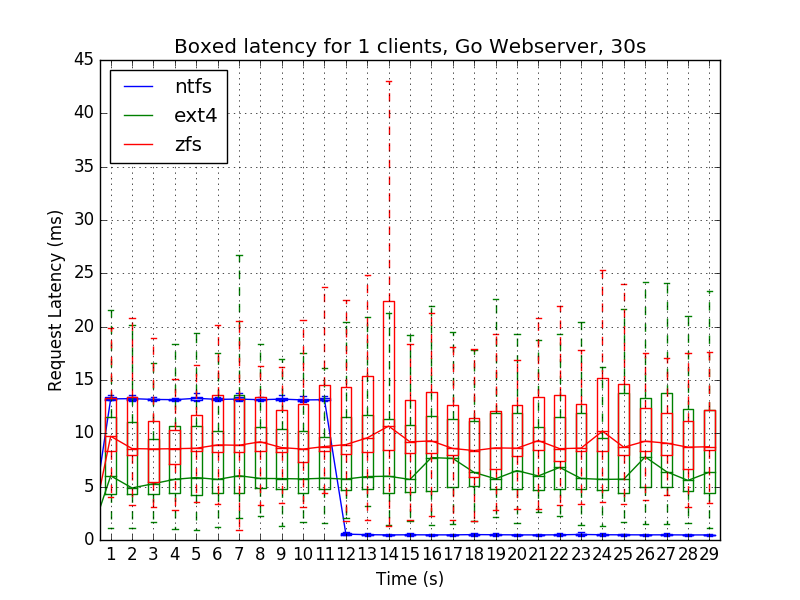 Boxed latency for 1 clients, Go Webserver, 30s
45
40
35
30
25
20
15
10
5
0
Request Latency (ms)
ntfs
ext4
zfs
1 2 3 4 5 6 7 8 9 10 11 12 13 14 15 16 17 18 19 20 21 22 23 24 25 26 27 28 29
Time (s)